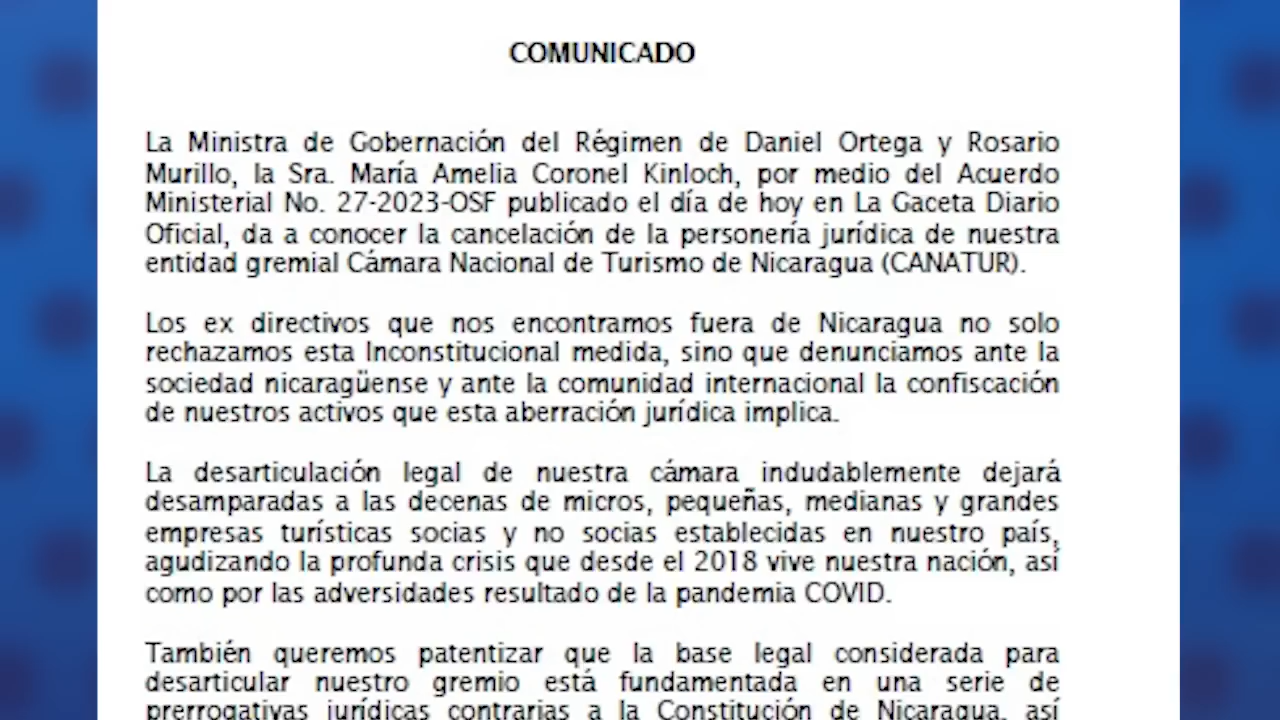 COMUNICADO
La Ministra de Gobernación del Régimen de Daniel Ortega y Rosario
Murillo, la Sra. María Amelia Coronel Kinloch, por medio del Acuerdo
Ministerial No. 27-2023-OSF publicado el día de hoy en La Gaceta Diario
Oficial, da a conocer la cancelación de la personería jurídica de nuestra
entidad gremial Cámara Nacional de Turismo de Nicaragua (CANATUR).
Los ex directivos que nos encontramos fuera de Nicaragua no solo
rechazamos esta Inconstitucional medida, sino que denunciamos ante la
sociedad nicaragüense y ante la comunidad internacional la confiscación
de nuestros activos que esta aberración jurídica implica.
La desarticulación legal de nuestra cámara indudablemente dejará
desamparadas a las decenas de micros, pequeñas, medianas y grandes
empresas turísticas socias y no socias establecidas en nuestro país,
agudizando la profunda crisis que desde el 2018 vive nuestra nación, así
como por las adversidades resultado de la pandemia COVID.
También queremos patentizar que la base legal considerada para
desarticular nuestro gremio está fundamentada en una serie de
prerrogativas jurídicas contrarias a la Constitución de Nicaragua, así